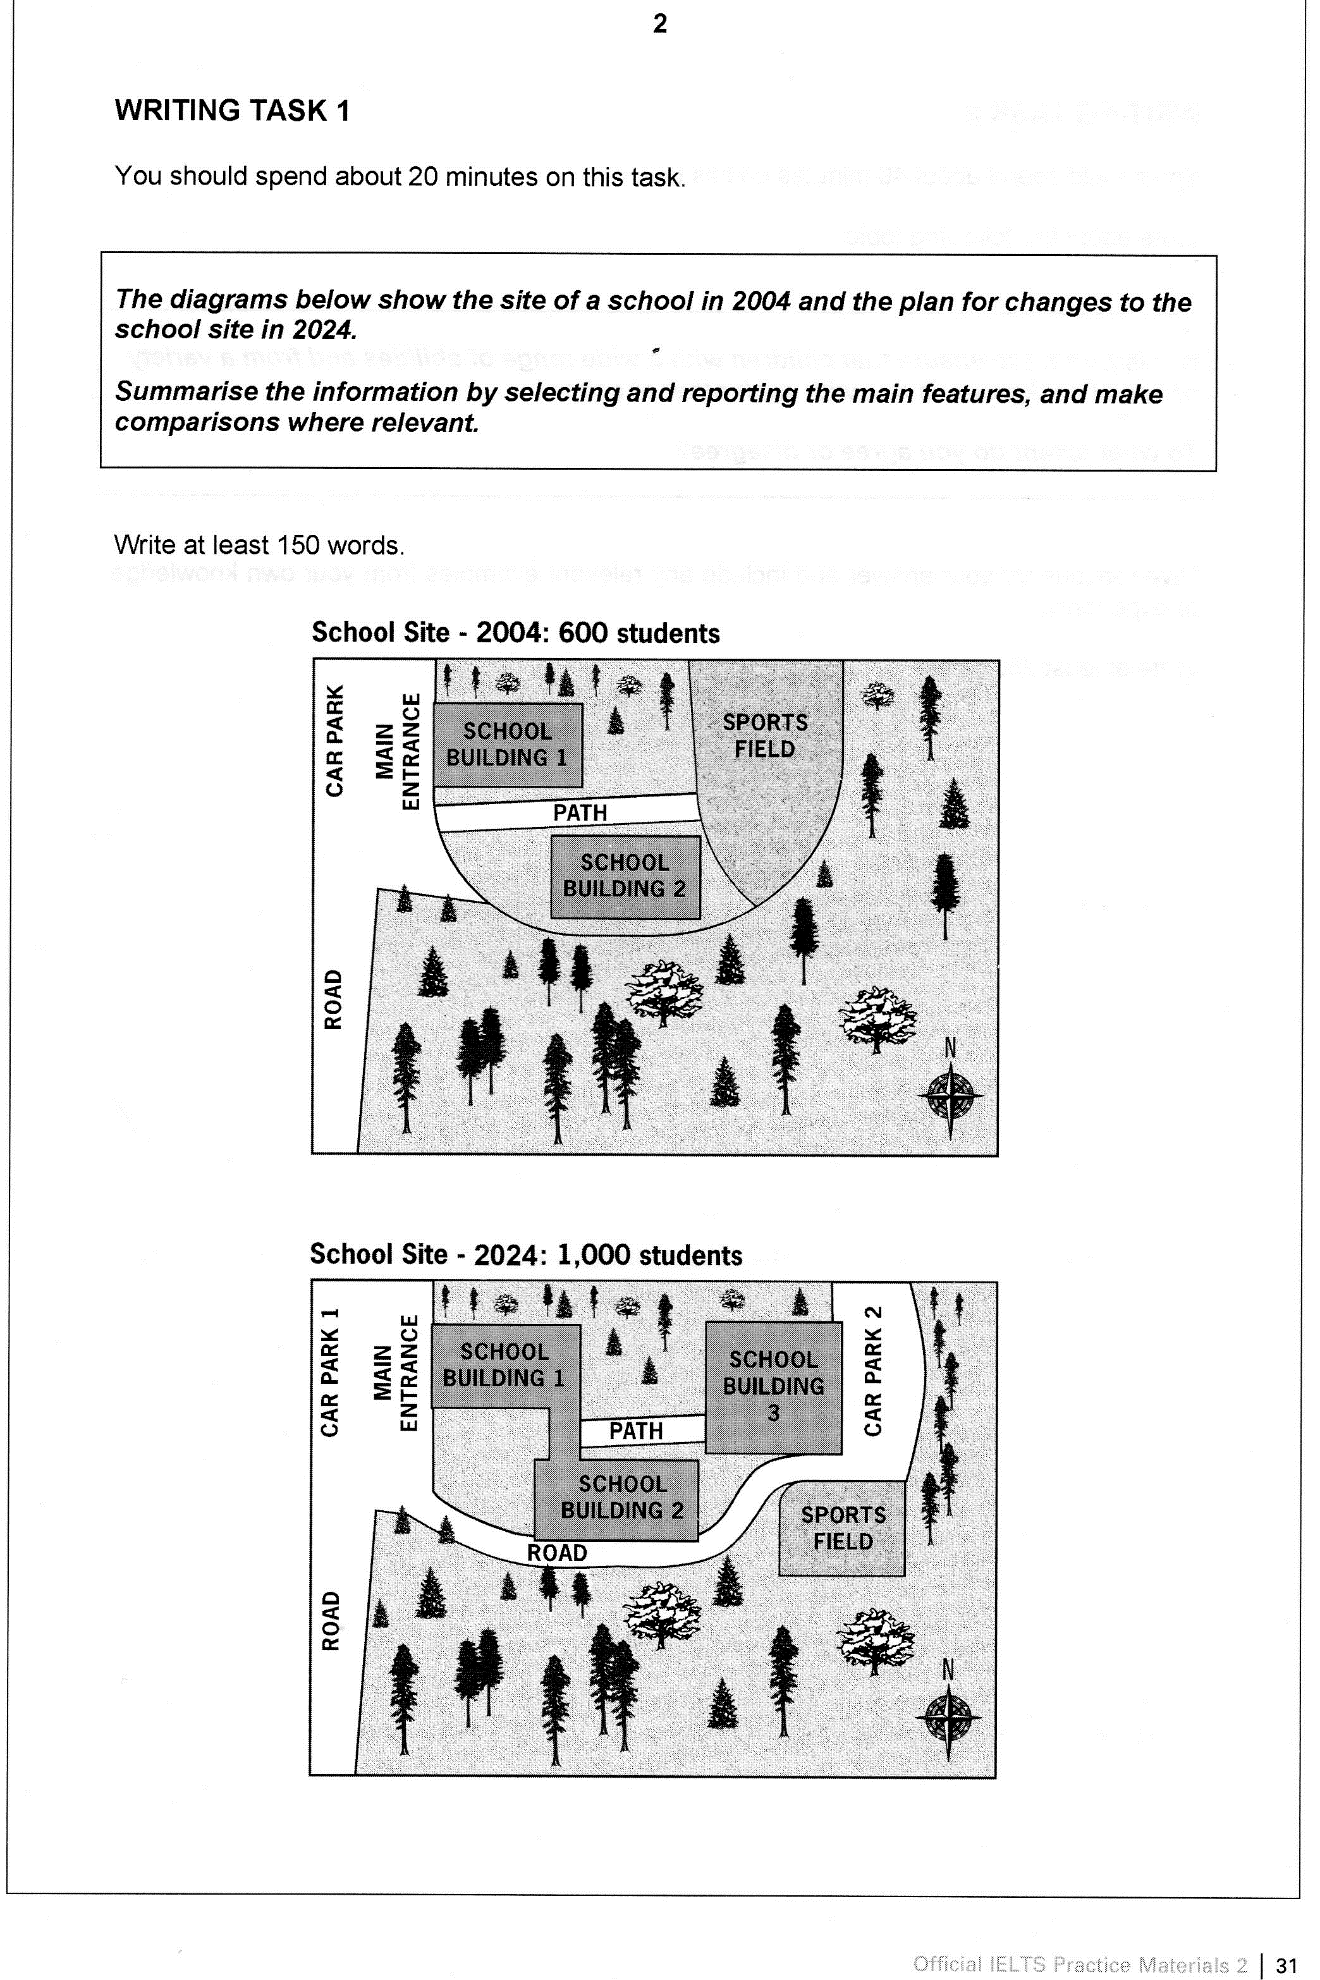 2
WRITING TASK 1
You should spend about 20 minutes on this task.
The diagrams below show the site of a school in 2004 and the plan for changes to the
school site in 2024.
Summarise the information by selecting and reporting the main features, and make
comparisons where relevant.
Write at least 150 words.
School Site - 2004: 600 students
CAR PARK
MAIN
ENTRANCE
SCHOOL
BUILDING 1
SPORTS
FIELD
PATH
SCHOOL
BUILDING 2
ROAD
N
School Site - 2024: 1,000 students
CAR PARK 1
MAIN
ENTRANCE
SCHOOL
BUILDING 1
SCHOOL
BUILDING
3
CAR PARK 2
PATH
SCHOOL
BUILDING 2
SPORTS
FIELD
ROAD
ROAD
N
Official IELTS Practice Materials 2 | 31